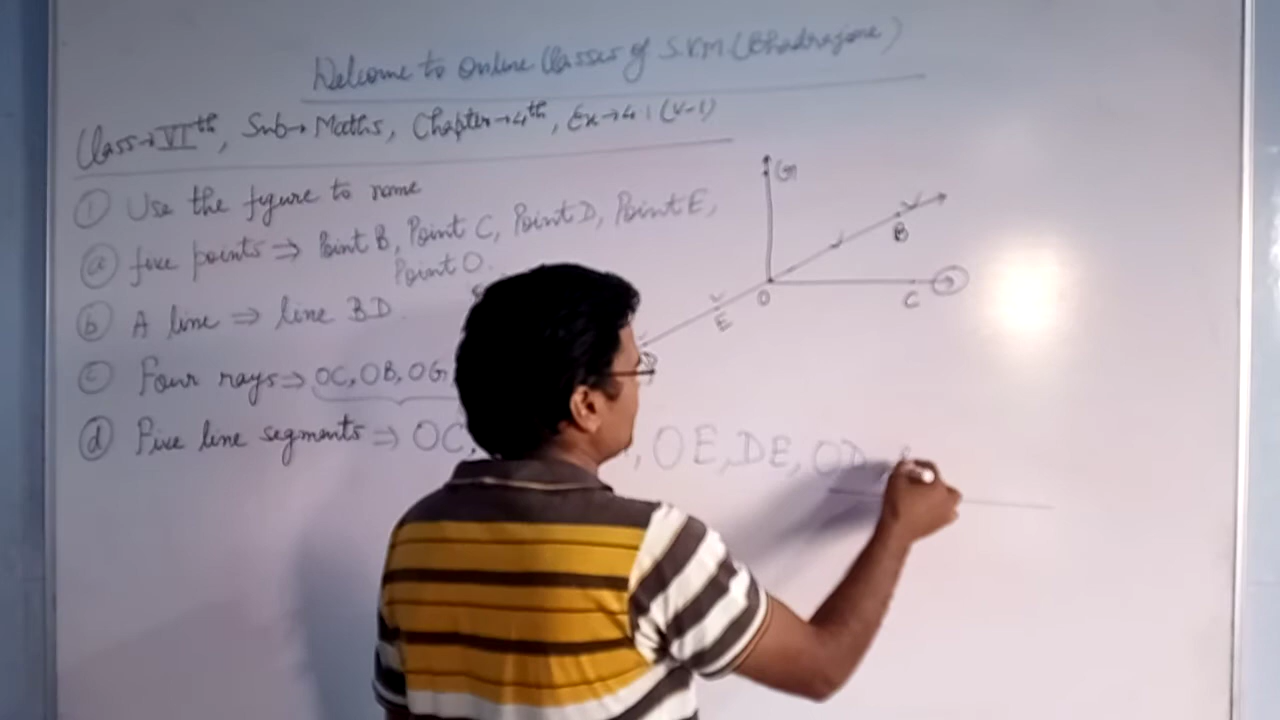 Welcome to Online Classes of S.V.M (Bhadrajone)
Class→VIth, Sub→Maths, Chapter→4th, Ex→4.1 (V-1)
① Use the figure to name
ⓐ five points ⇒ Point B, Point C, Point D, Point E,
Point O.
ⓑ A line ⇒ line BD.
ⓒ Four rays ⇒ OC, OB, OG
ⓓ Five line segments ⇒ OC, , OE, DE, OD,
G
B
O
C
E
D